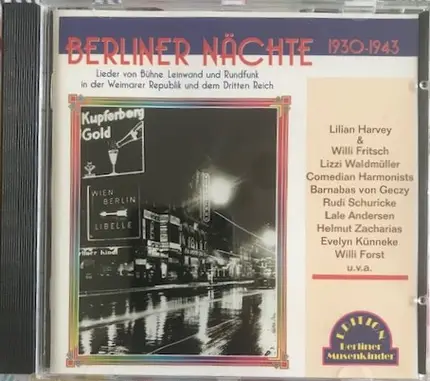 BERLINER NÄCHTE 1930-1943
Lieder von Bühne, Leinwand und Rundfunk
in der Weimarer Republik und dem Dritten Reich
Kupferberg
Gold
WIEN
BERLIN
LIBELLE
Lilian Harvey
&
Willi Fritsch
Lizzi Waldmüller
Comedian Harmonists
Barnabas von Geczy
Rudi Schuricke
Lale Andersen
Helmut Zacharias
Evelyn Künneke
Willi Forst
u.v.a.
EDITION
Berliner
Musenkinder